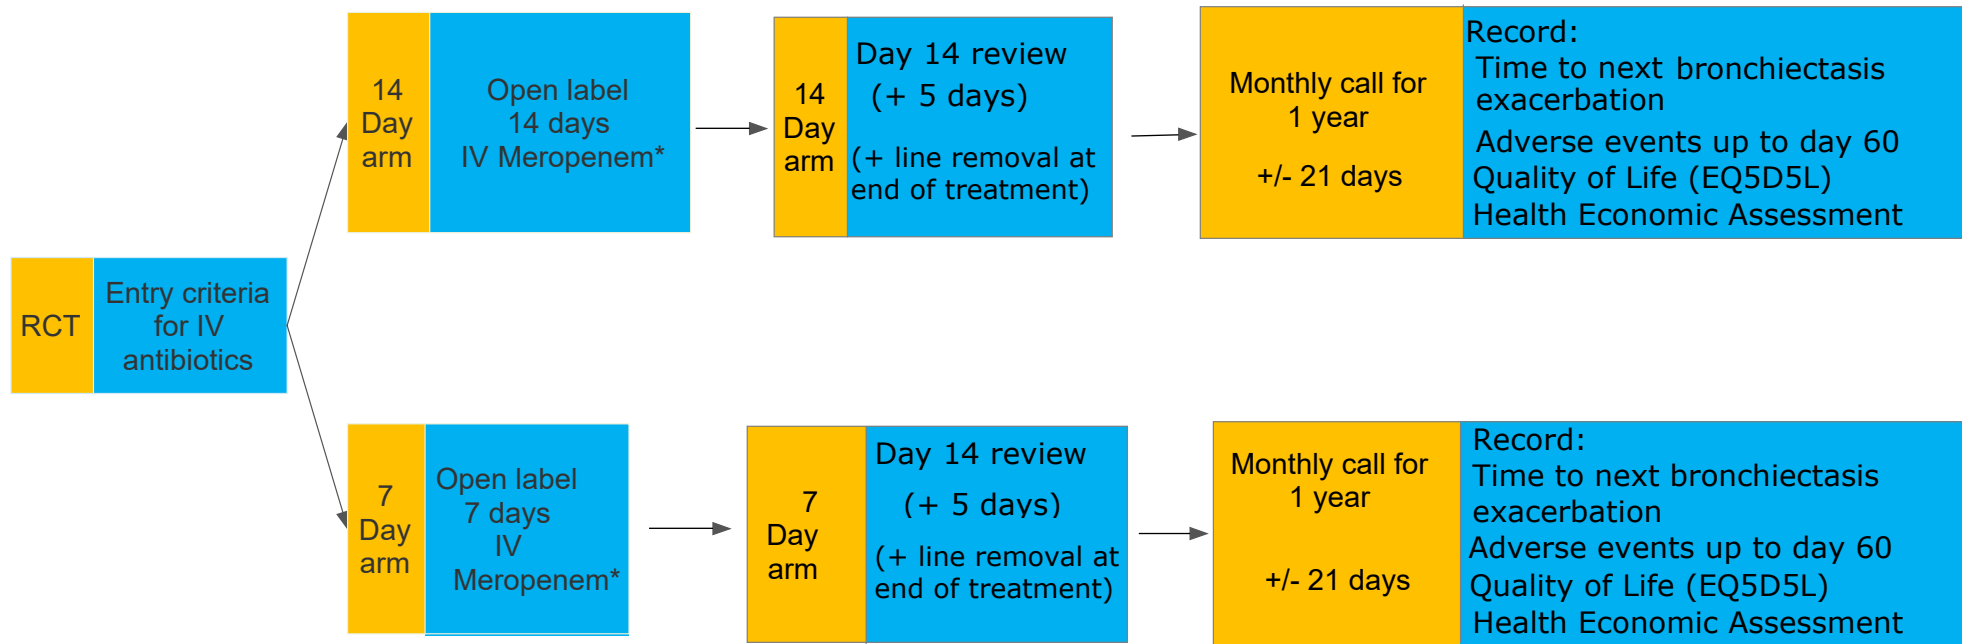 RCT
Entry criteria
for IV
antibiotics
14
Day
arm
Open label
14 days
IV Meropenem*
14
Day
arm
Day 14 review
(+ 5 days)
(+ line removal at
end of treatment)
Monthly call for
1 year
+/- 21 days
Record:
Time to next bronchiectasis
exacerbation
Adverse events up to day 60
Quality of Life (EQ5D5L)
Health Economic Assessment
7
Day
arm
Open label
7 days
IV
Meropenem*
7
Day
arm
Day 14 review
(+ 5 days)
(+ line removal at
end of treatment)
Monthly call for
1 year
+/- 21 days
Record:
Time to next bronchiectasis
exacerbation
Adverse events up to day 60
Quality of Life (EQ5D5L)
Health Economic Assessment